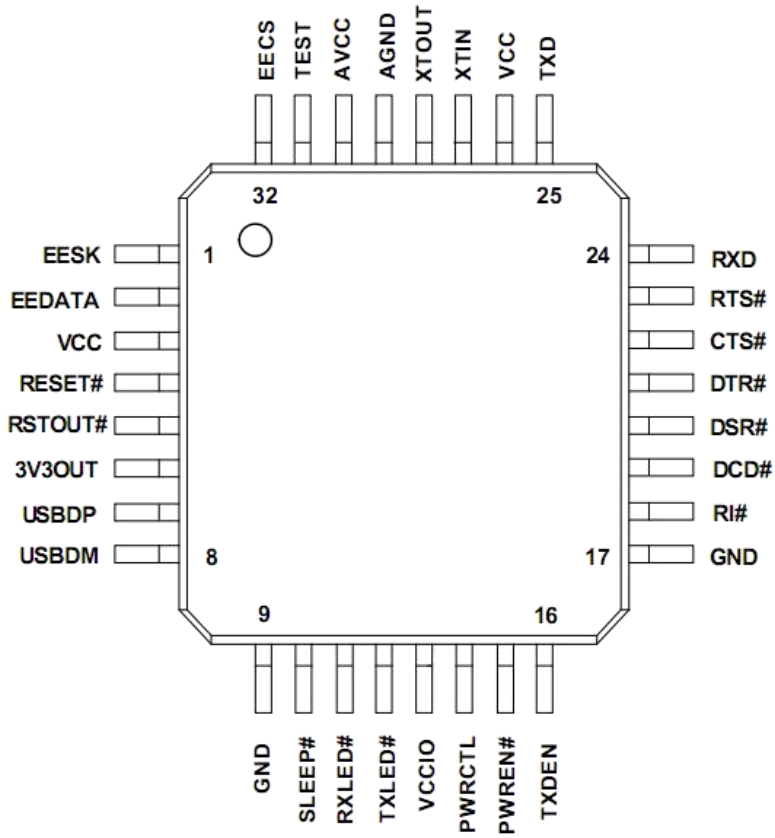 EECS TEST AVCC AGND XTOUT XTIN VCC TXD
32 25
EESK 1 24 RXD
EEDATA RTS#
VCC CTS#
RESET# DTR#
RSTOUT# DSR#
3V3OUT DCD#
USBDP RI#
USBDM 8 17 GND
9 16
GND SLEEP# RXLED# TXLED# VCCIO PWRCTL PWREN# TXDEN